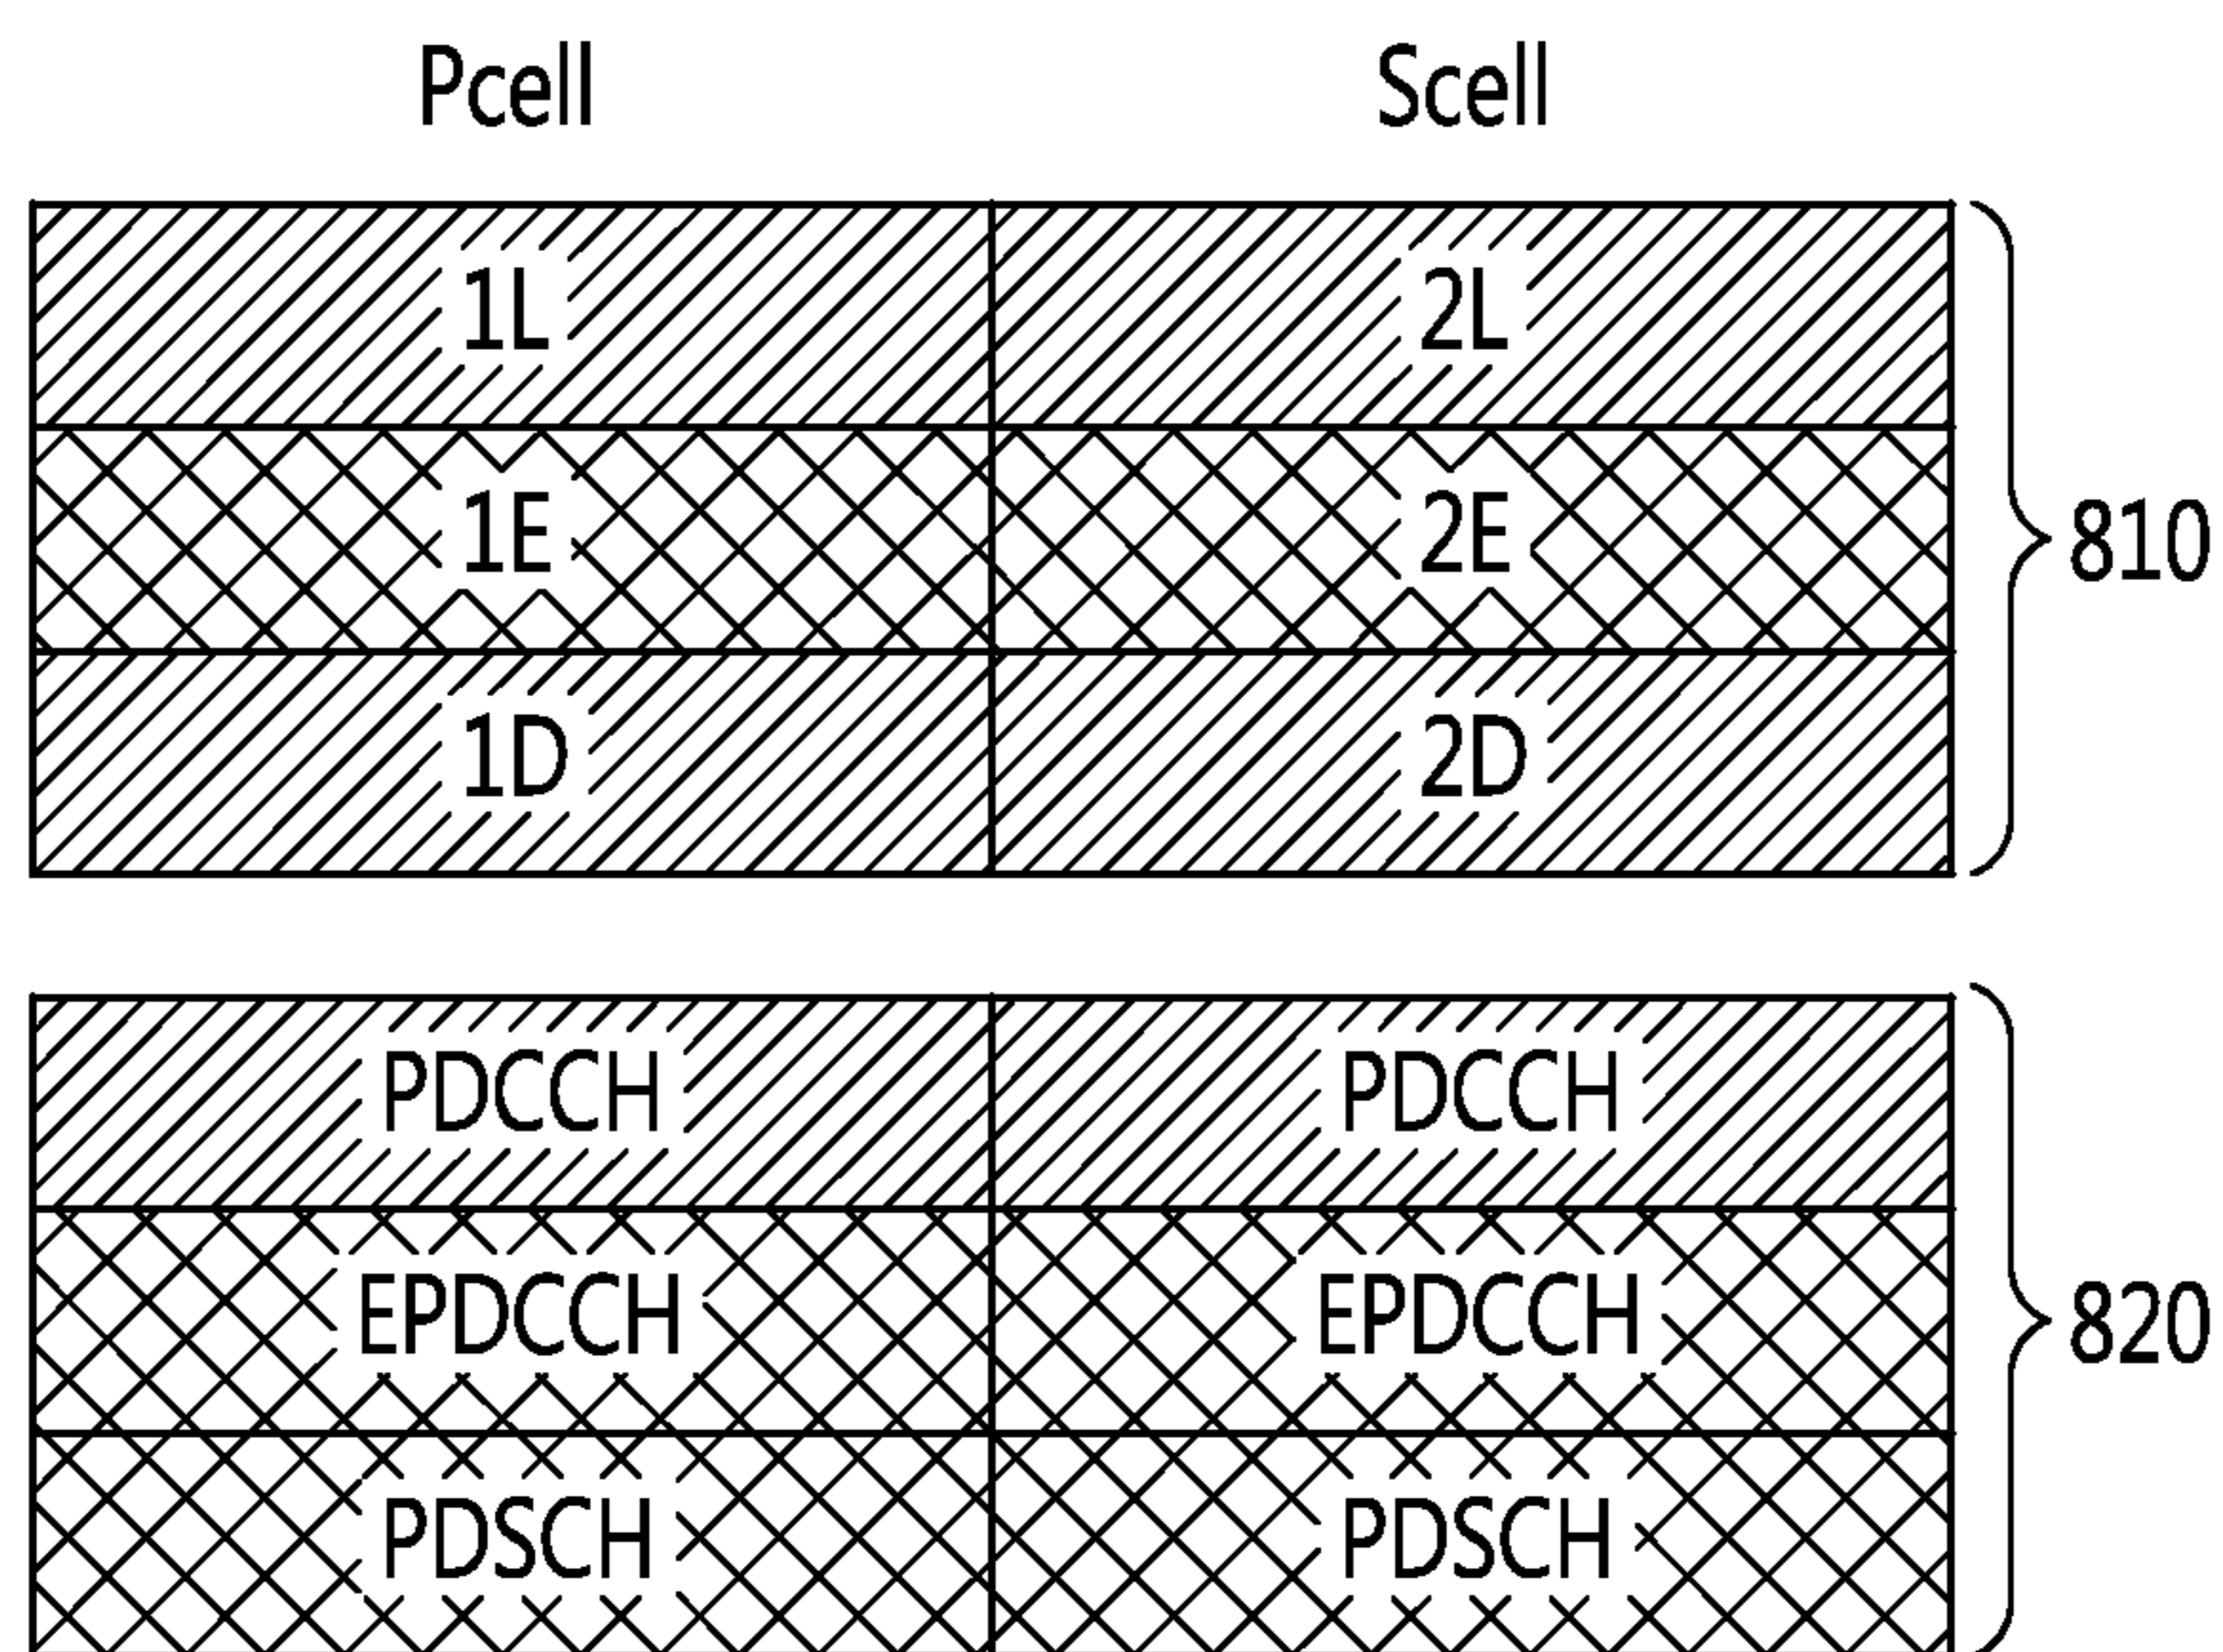 Pcell Scell
1L 2L
1E 2E
810
1D 2D
PDCCH PDCCH
EPDCCH EPDCCH
820
PDSCH PDSCH